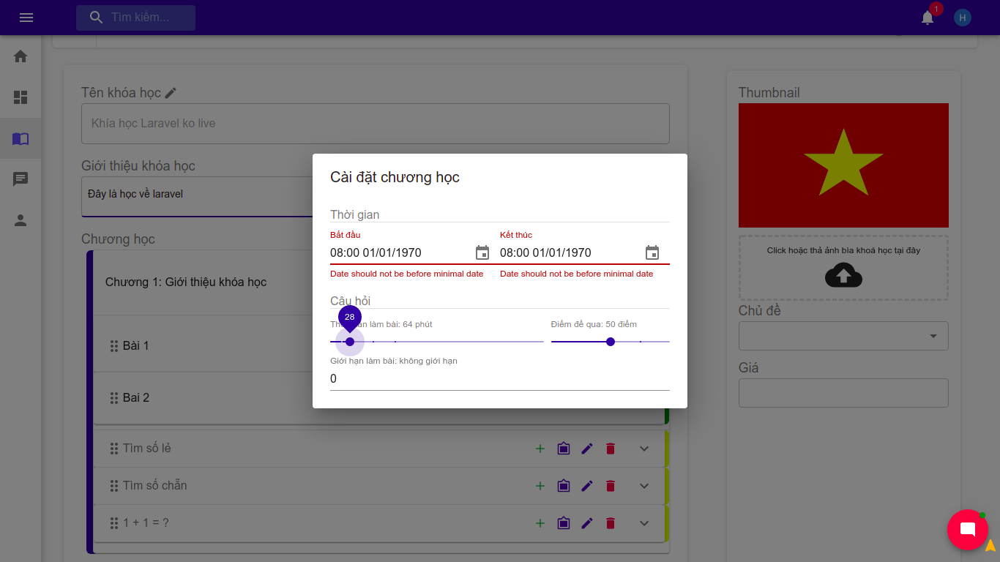 Tìm kiếm...
1
H
Tên khóa học
Khía học Laravel ko live
Giới thiệu khóa học
Đây là học về laravel
Chương học
Chương 1: Giới thiệu khóa học
Bài 1
Bai 2
Tìm số lẻ
Tìm số chẵn
1 + 1 = ?
Cài đặt chương học
Thời gian
Bắt đầu
Kết thúc
08:00 01/01/1970
08:00 01/01/1970
Date should not be before minimal date
Date should not be before minimal date
Câu hỏi
28
làm bài: 64 phút
Điểm để qua: 50 điểm
Giới hạn làm bài: không giới hạn
0
Thumbnail
Click hoặc thả ảnh bìa khoá học tại đây
Chủ đề
Giá